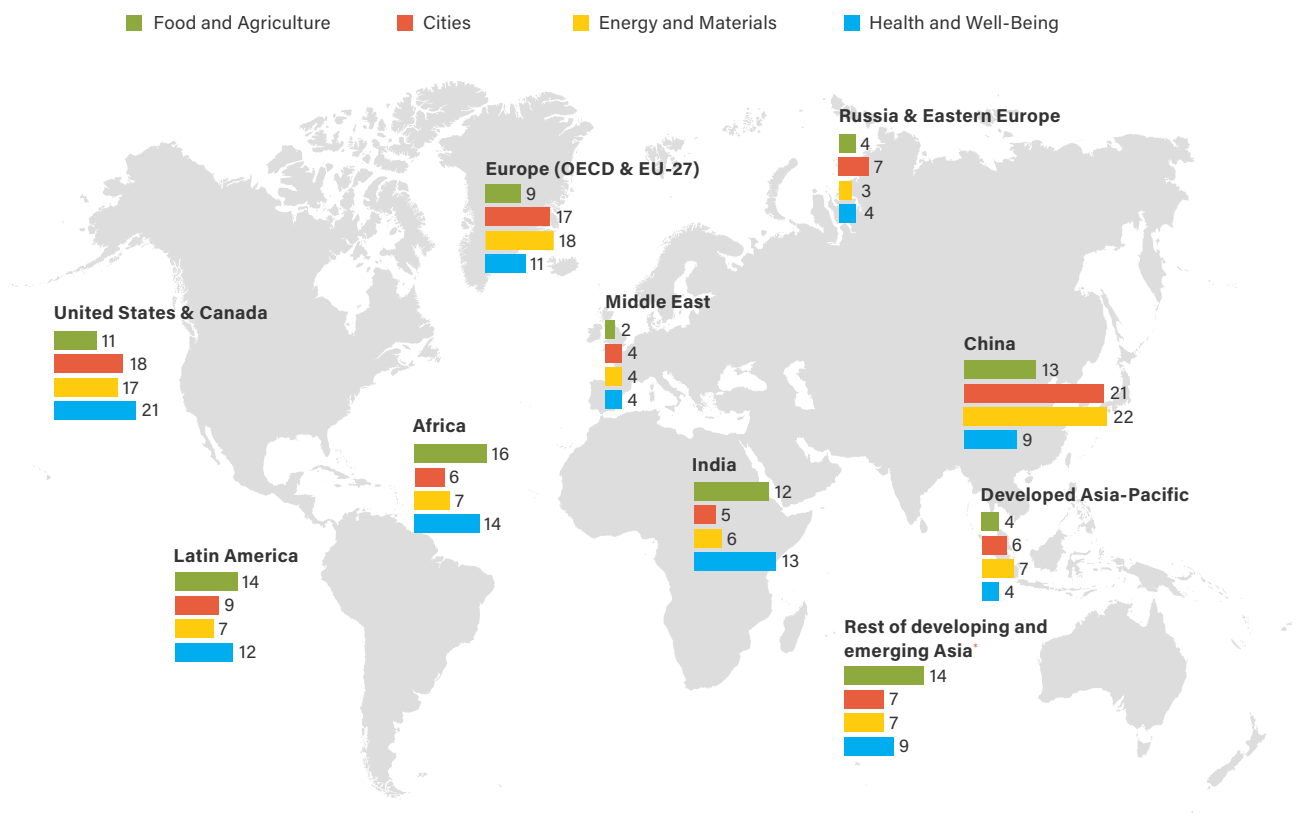 Food and Agriculture
Cities
Energy and Materials
Health and Well-Being
Russia & Eastern Europe
4
7
3
4
Europe (OECD & EU-27)
9
17
18
11
Middle East
2
4
4
4
United States & Canada
11
18
17
21
China
13
21
22
9
Africa
16
6
7
14
India
12
5
6
13
Developed Asia-Pacific
4
6
7
4
Latin America
14
9
7
12
Rest of developing and
emerging Asia*
14
7
7
9